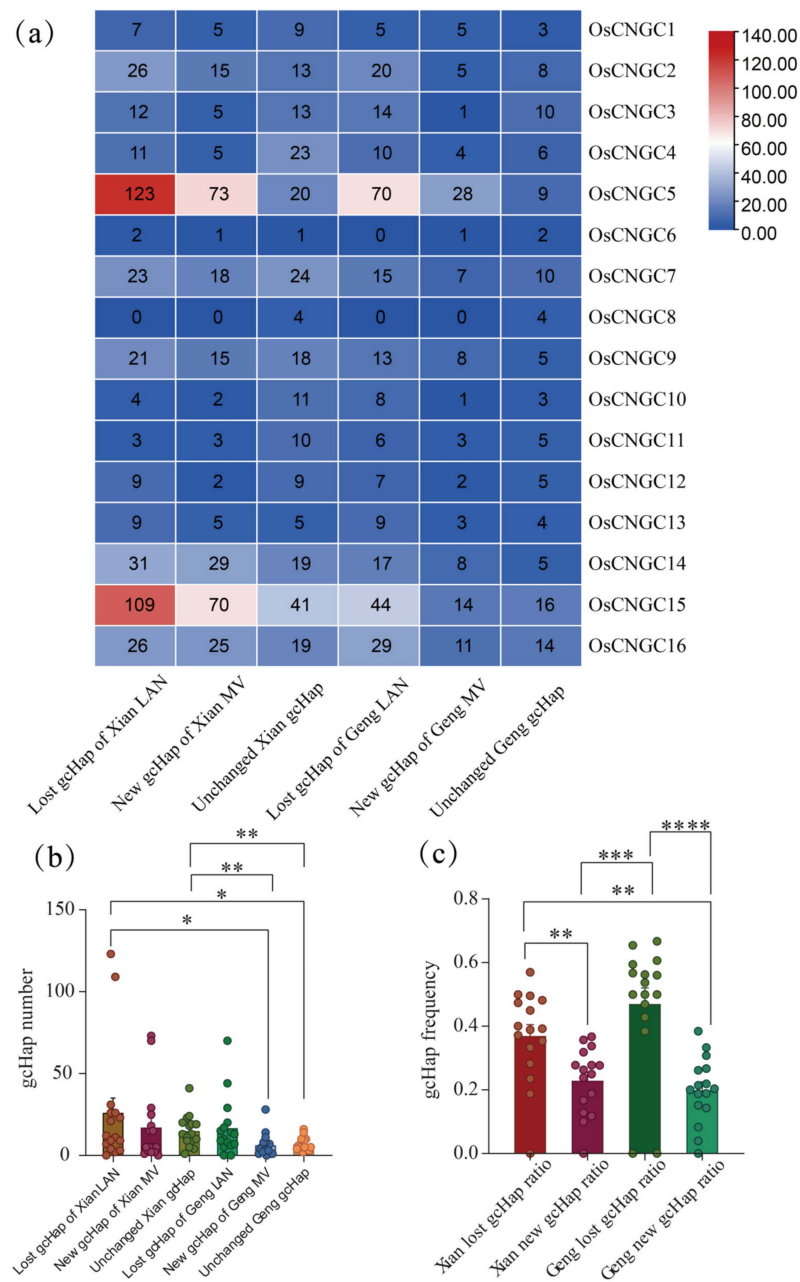 (a)
7 5 9 5 5 3 OsCNGC1
26 15 13 20 5 8 OsCNGC2
12 5 13 14 1 10 OsCNGC3
11 5 23 10 4 6 OsCNGC4
123 73 20 70 28 9 OsCNGC5
2 1 1 0 1 2 OsCNGC6
23 18 24 15 7 10 OsCNGC7
0 0 4 0 0 4 OsCNGC8
21 15 18 13 8 5 OsCNGC9
4 2 11 8 1 3 OsCNGC10
3 3 10 6 3 5 OsCNGC11
9 2 9 7 2 5 OsCNGC12
9 5 5 9 3 4 OsCNGC13
31 29 19 17 8 5 OsCNGC14
109 70 41 44 14 16 OsCNGC15
26 25 19 29 11 14 OsCNGC16
140.00
120.00
100.00
80.00
60.00
40.00
20.00
0.00
Lost gcHap of Xian LAN
New gcHap of Xian MV
Unchanged Xian gcHap
Lost gcHap of Geng LAN
New gcHap of Geng MV
Unchanged Geng gcHap
(b)
**
**
*
*
150
100
50
0
gcHap number
Lost gcHap of Xian LAN
New gcHap of Xian MV
Unchanged Xian gcHap
Lost gcHap of Geng LAN
New gcHap of Geng MV
Unchanged Geng gcHap
(c)
****
***
**
**
0.8
0.6
0.4
0.2
0.0
gcHap frequency
Xian lost gcHap ratio
Xian new gcHap ratio
Geng lost gcHap ratio
Geng new gcHap ratio